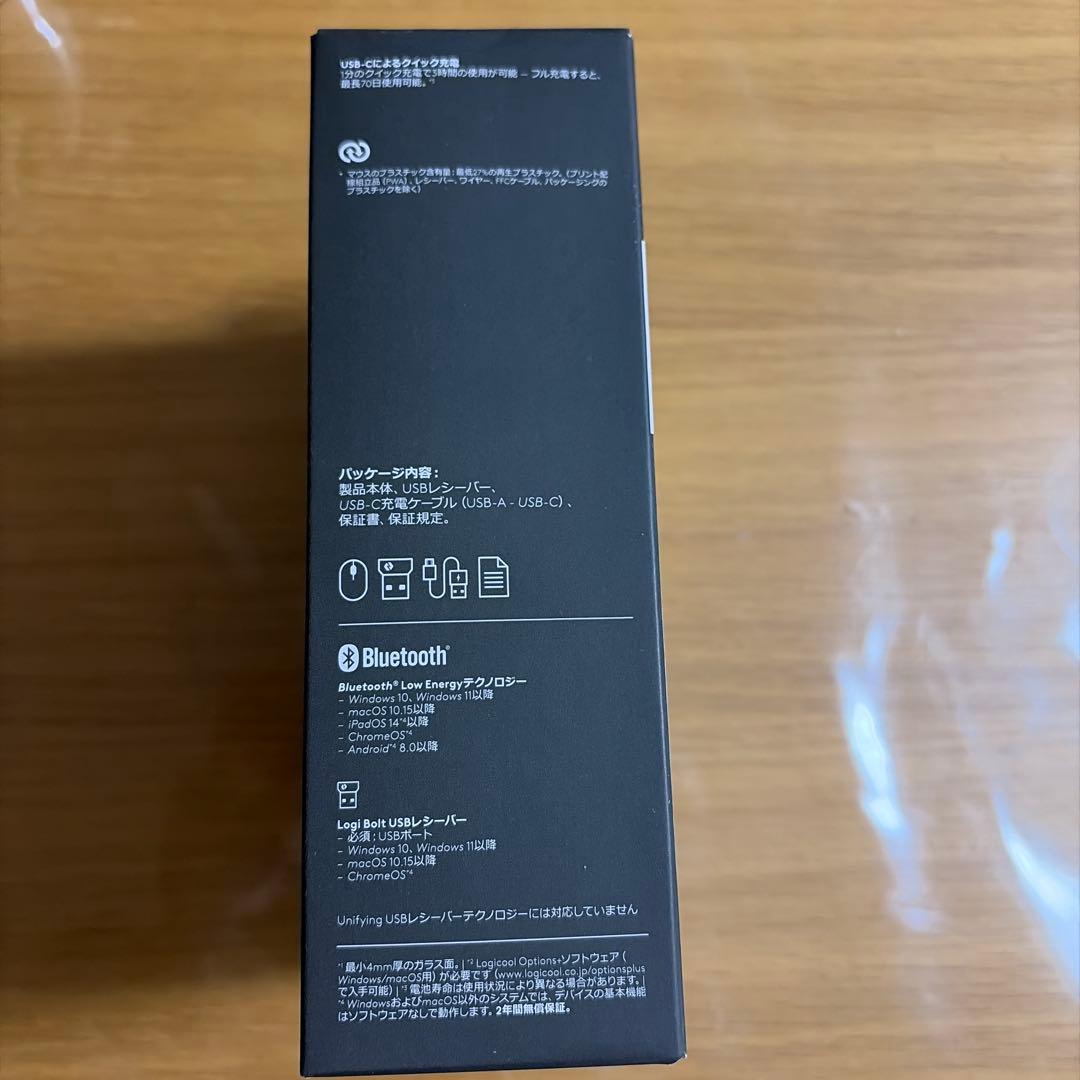 USB-Cによるクイック充電
1分のクイック充電で3時間の使用が可能 – フル充電すると、
最長70日使用可能。*3
* マウスのプラスチック含有量：最低27%の再生プラスチック。（プリント配
線組立品（PWA）、レシーバー、ワイヤー、FFCケーブル、パッケージングの
プラスチックを除く）
パッケージ内容：
製品本体、USBレシーバー、
USB-C充電ケーブル（USB-A - USB-C）、
保証書、保証規定。
Bluetooth®
Bluetooth® Low Energyテクノロジー
– Windows 10、Windows 11以降
– macOS 10.15以降
– iPadOS 14*4以降
– ChromeOS*4
– Android*4 8.0以降
Logi Bolt USBレシーバー
– 必須：USBポート
– Windows 10、Windows 11以降
– macOS 10.15以降
– ChromeOS*4
Unifying USBレシーバーテクノロジーには対応していません
*1 最小4mm厚のガラス面。| *2 Logicool Options+ソフトウェア（
Windows/macOS用）が必要です（www.logicool.co.jp/optionsplus
で入手可能）| *3 電池寿命は使用状況により異なる場合があります。|
*4 WindowsおよびmacOS以外のシステムでは、デバイスの基本機能
はソフトウェアなしで動作します。2年間無償保証。